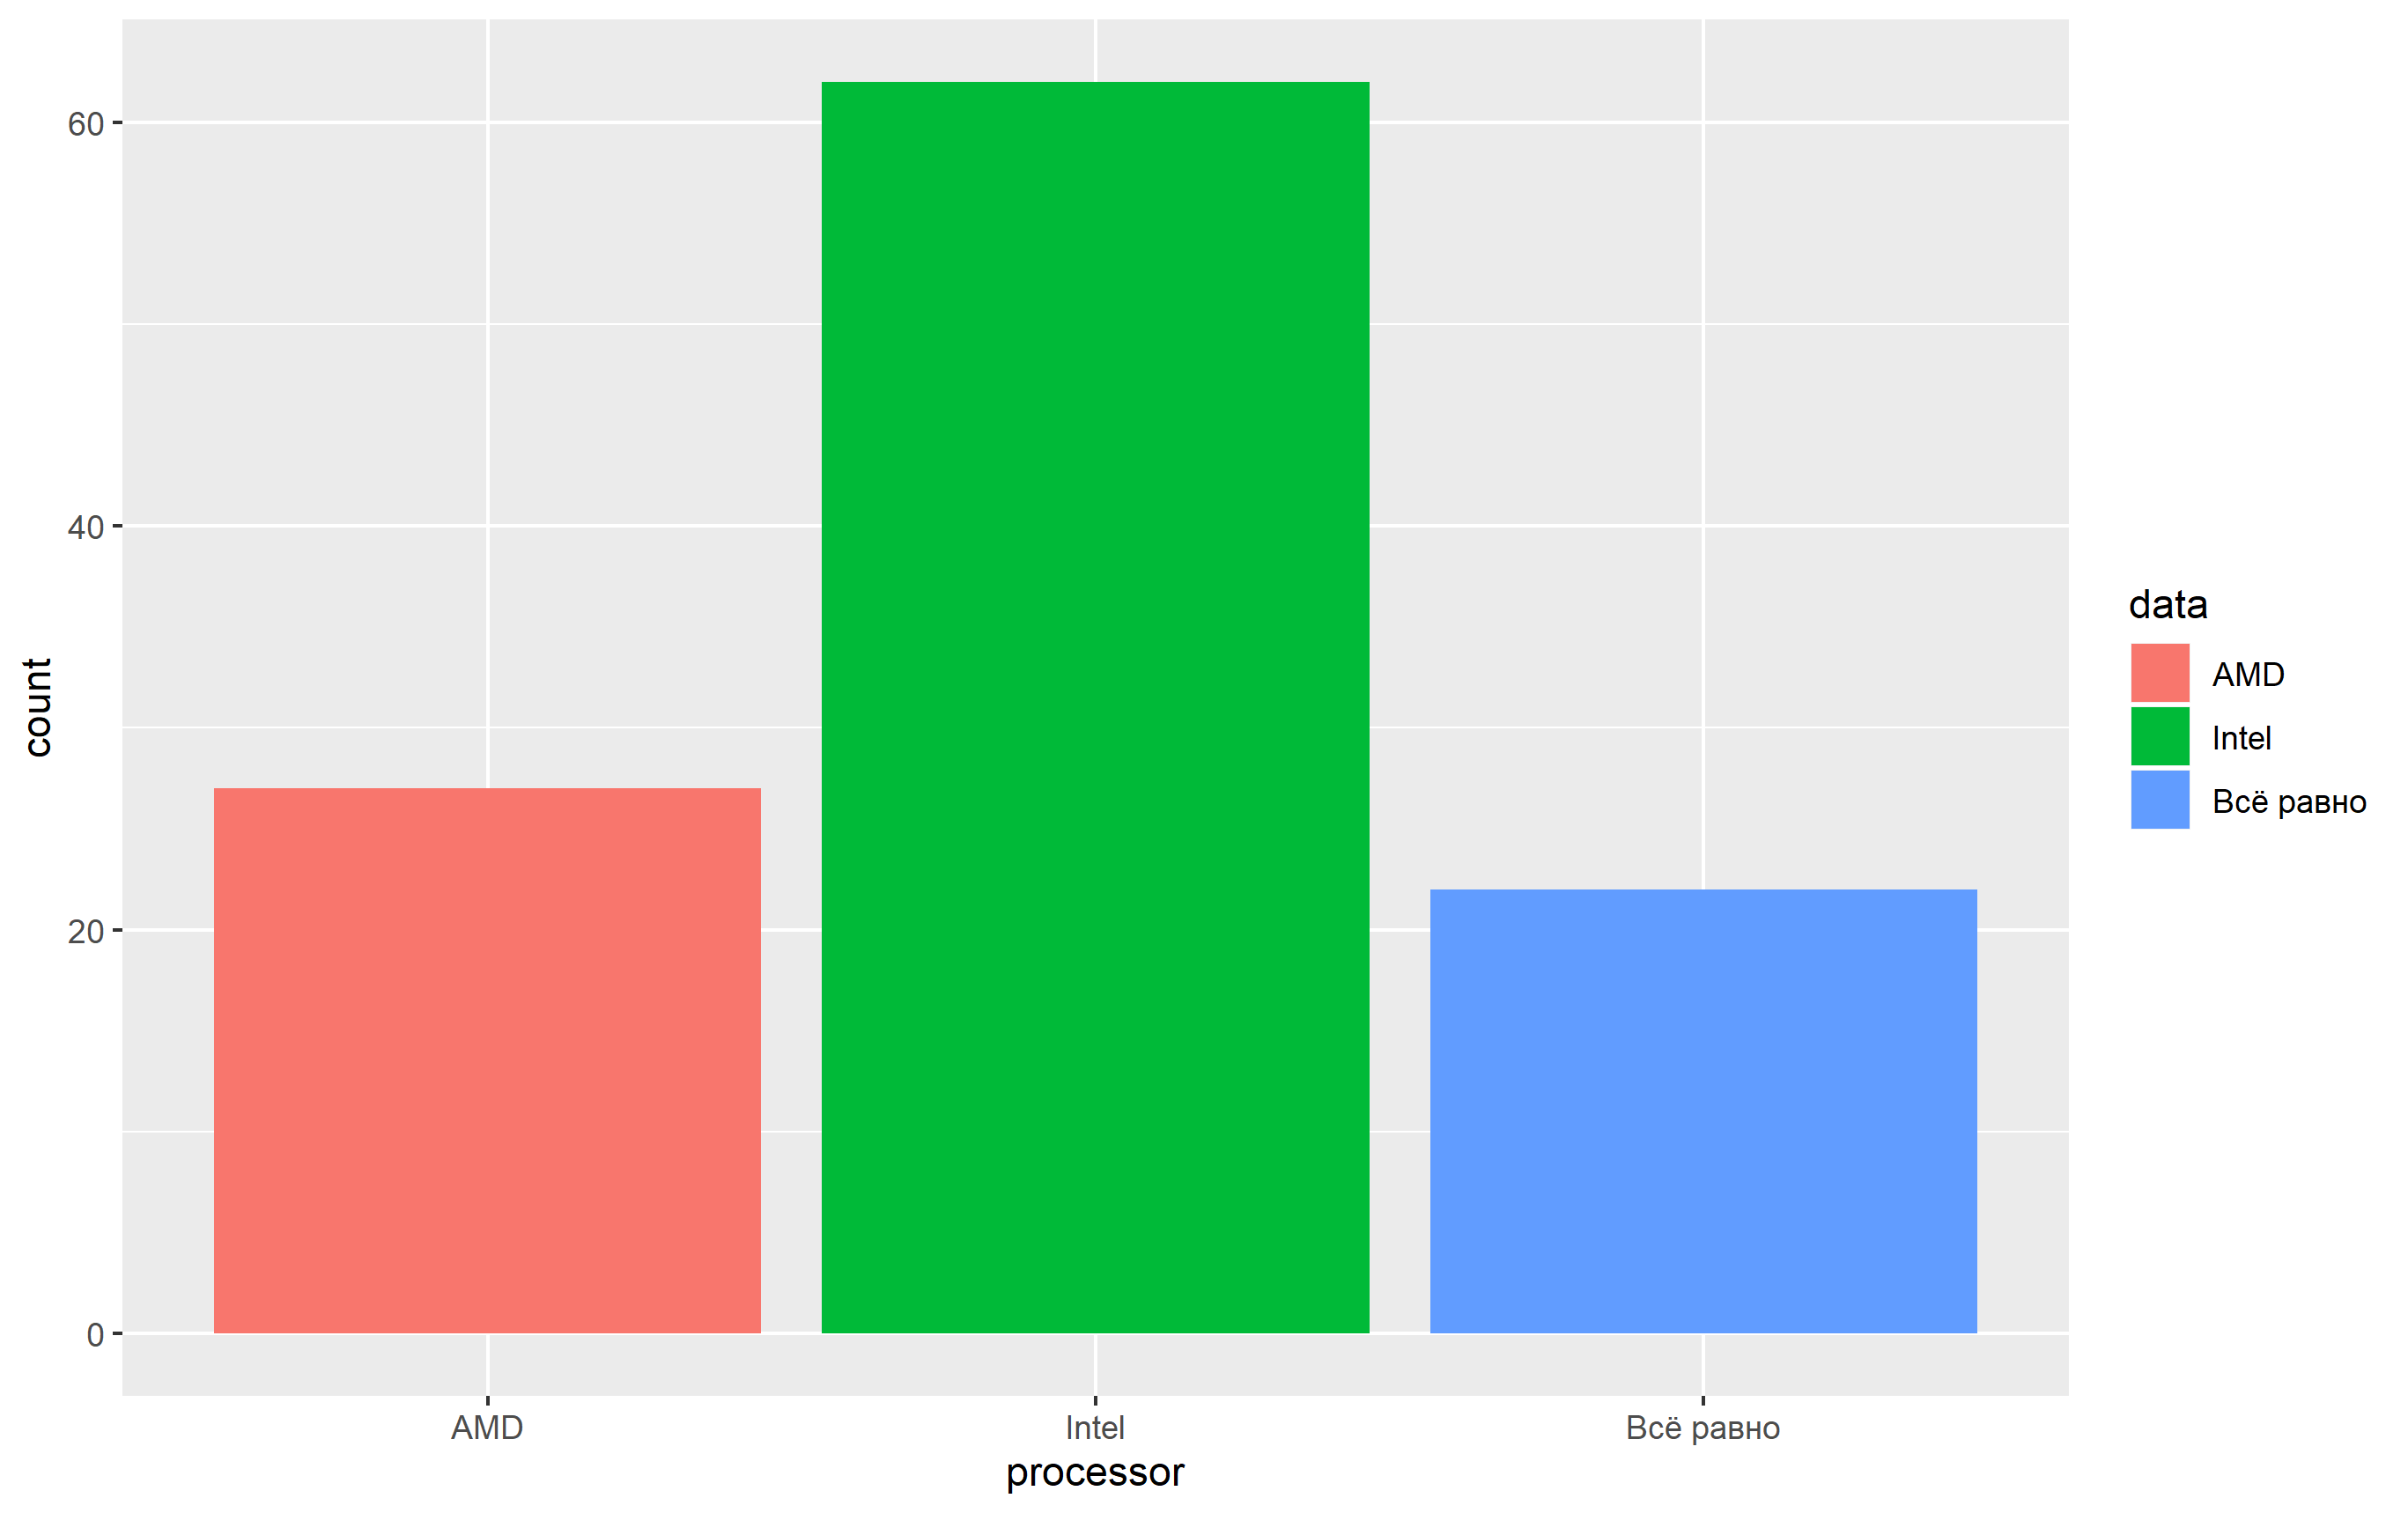 60
40
20
0
count
AMD
Intel
Всё равно
processor
data
AMD
Intel
Всё равно